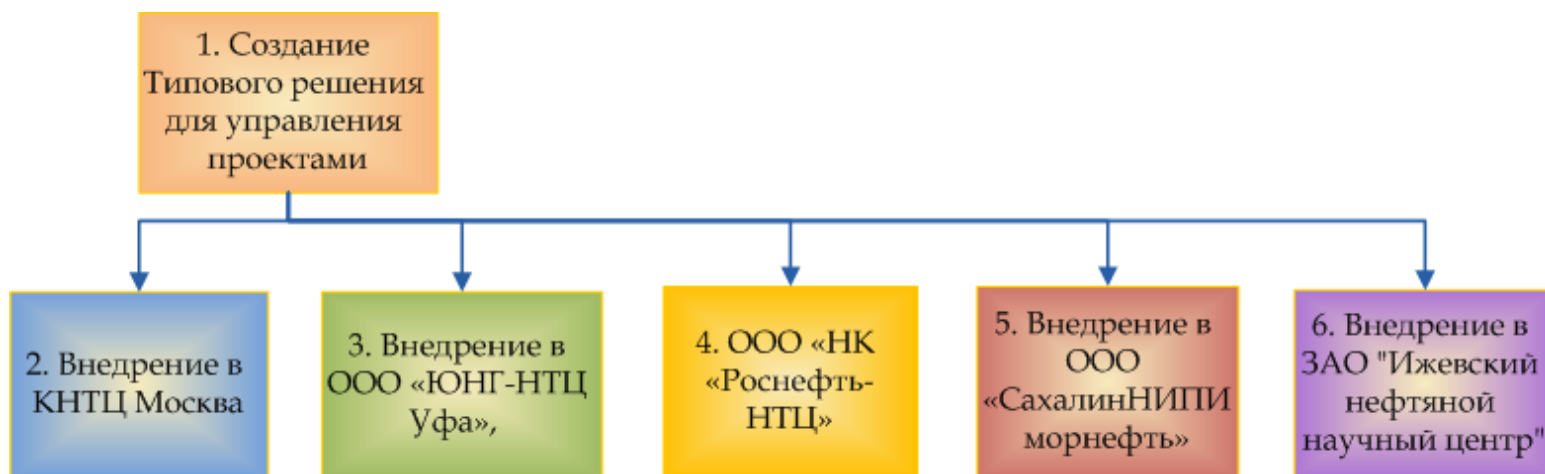 1. Создание
Типового решения
для управления
проектами
2. Внедрение в
КНТЦ Москва
3. Внедрение в
ООО «ЮНГ-НТЦ
Уфа»,
4. ООО «НК
«Роснефть-
НТЦ»
5. Внедрение в
ООО
«СахалинНИПИ
морнефть»
6. Внедрение в
ЗАО "Ижевский
нефтяной
научный центр"